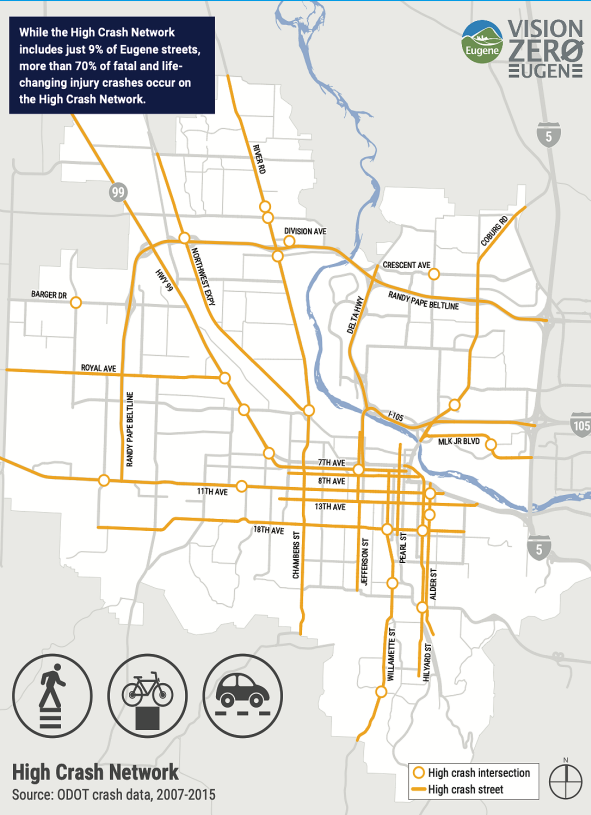 While the High Crash Network
includes just 9% of Eugene streets,
more than 70% of fatal and life-
changing injury crashes occur on
the High Crash Network.
Eugene
VISION
ZERO
EUGENE
5
RIVER RD
99
COBURG RD
DIVISION AVE
CRESCENT AVE
NORTHWEST EXPY
HWY 99
BARGER DR
RANDY PAPE BELTLINE
DELTA HWY
ROYAL AVE
RANDY PAPE BELTLINE
I-105
105
MLK JR BLVD
7TH AVE
8TH AVE
11TH AVE
13TH AVE
18TH AVE
CHAMBERS ST
JEFFERSON ST
PEARL ST
5
ALDER ST
WILLAMETTE ST
HILYARD ST
High Crash Network
Source: ODOT crash data, 2007-2015
High crash intersection
High crash street
N